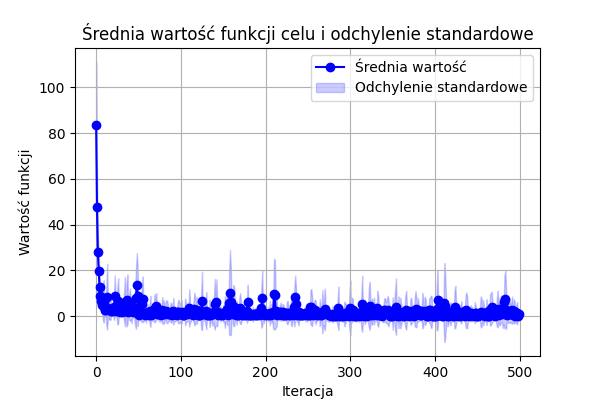 Średnia wartość funkcji celu i odchylenie standardowe
Średnia wartość
Odchylenie standardowe
Wartość funkcji
100
80
60
40
20
0
0 100 200 300 400 500
Iteracja